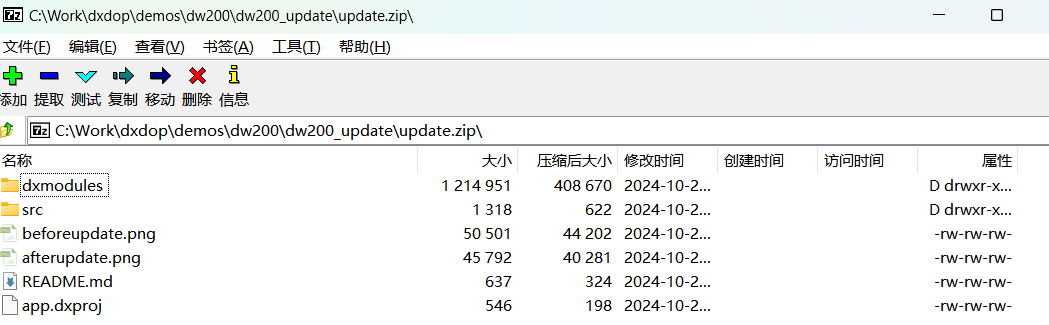 C:\Work\dxdop\demos\dw200\dw200_update\update.zip\
文件(F) 编辑(E) 查看(V) 书签(A) 工具(T) 帮助(H)
添加 提取 测试 复制 移动 删除 信息
C:\Work\dxdop\demos\dw200\dw200_update\update.zip\
名称 大小 压缩后大小 修改时间 创建时间 访问时间 属性
dxmodules 1 214 951 408 670 2024-10-2... D drwxr-x...
src 1 318 622 2024-10-2... D drwxr-x...
beforeupdate.png 50 501 44 202 2024-10-2... -rw-rw-rw-
afterupdate.png 45 792 40 281 2024-10-2... -rw-rw-rw-
README.md 637 324 2024-10-2... -rw-rw-rw-
app.dxproj 546 198 2024-10-2... -rw-rw-rw-